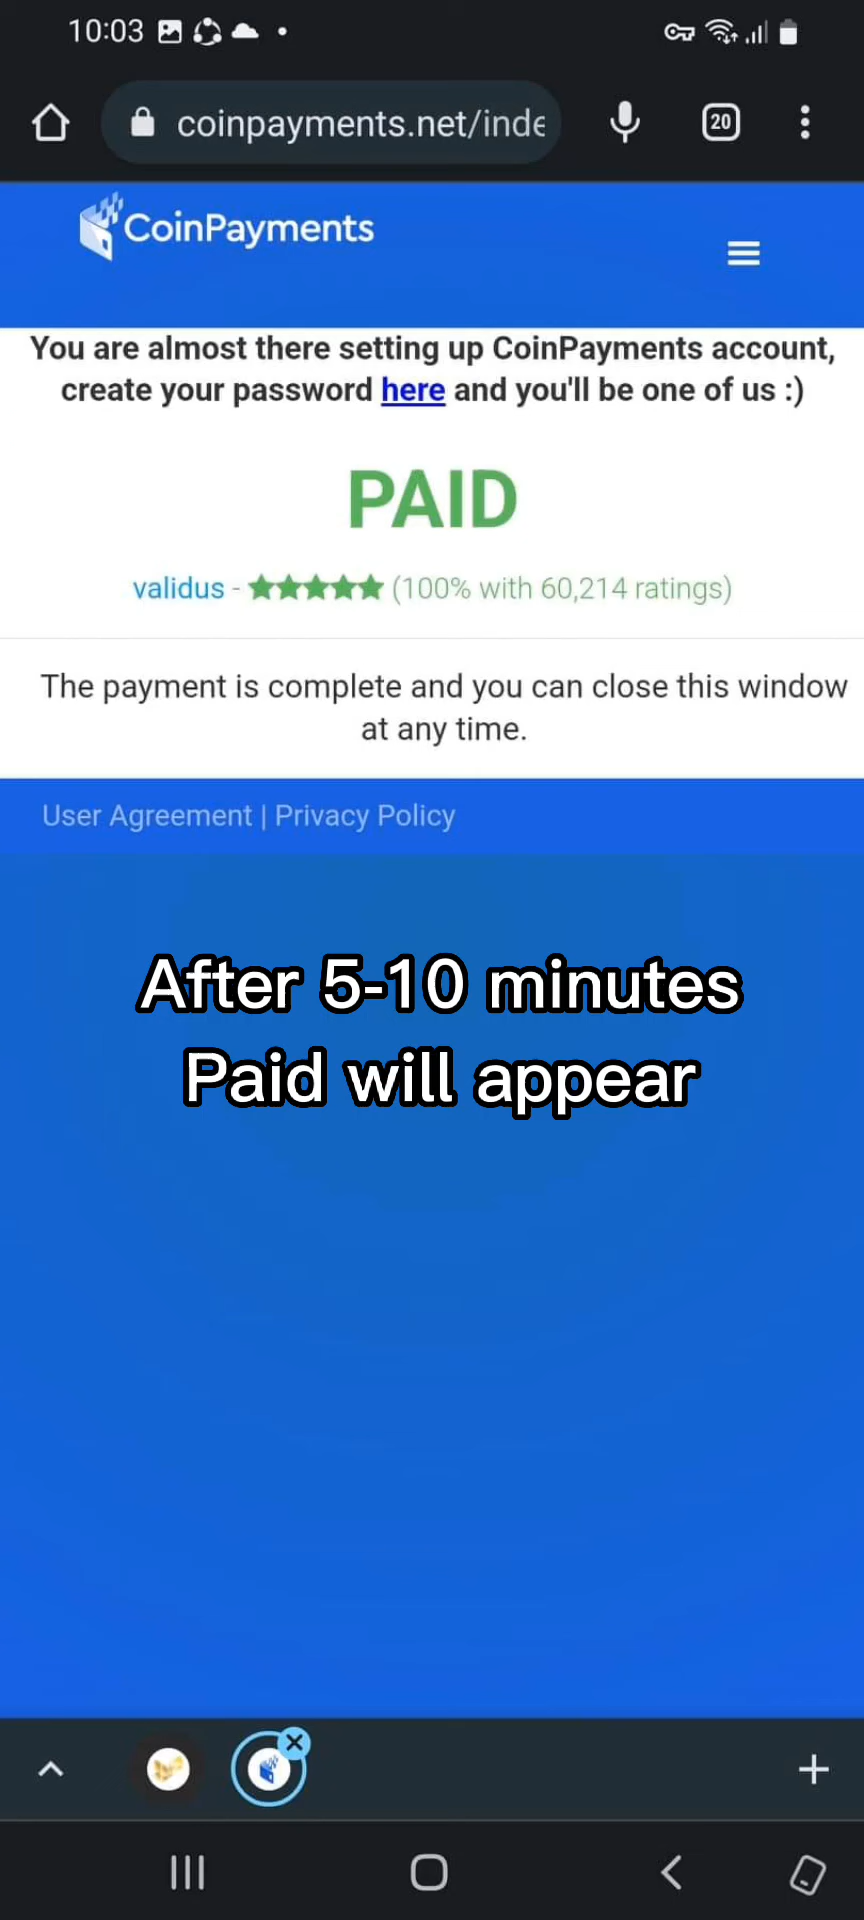 10:03
coinpayments.net/inde
20
CoinPayments
You are almost there setting up CoinPayments account,
create your password here and you'll be one of us :)
PAID
validus - ★★★★★ (100% with 60,214 ratings)
The payment is complete and you can close this window
at any time.
User Agreement | Privacy Policy
After 5-10 minutes
Paid will appear